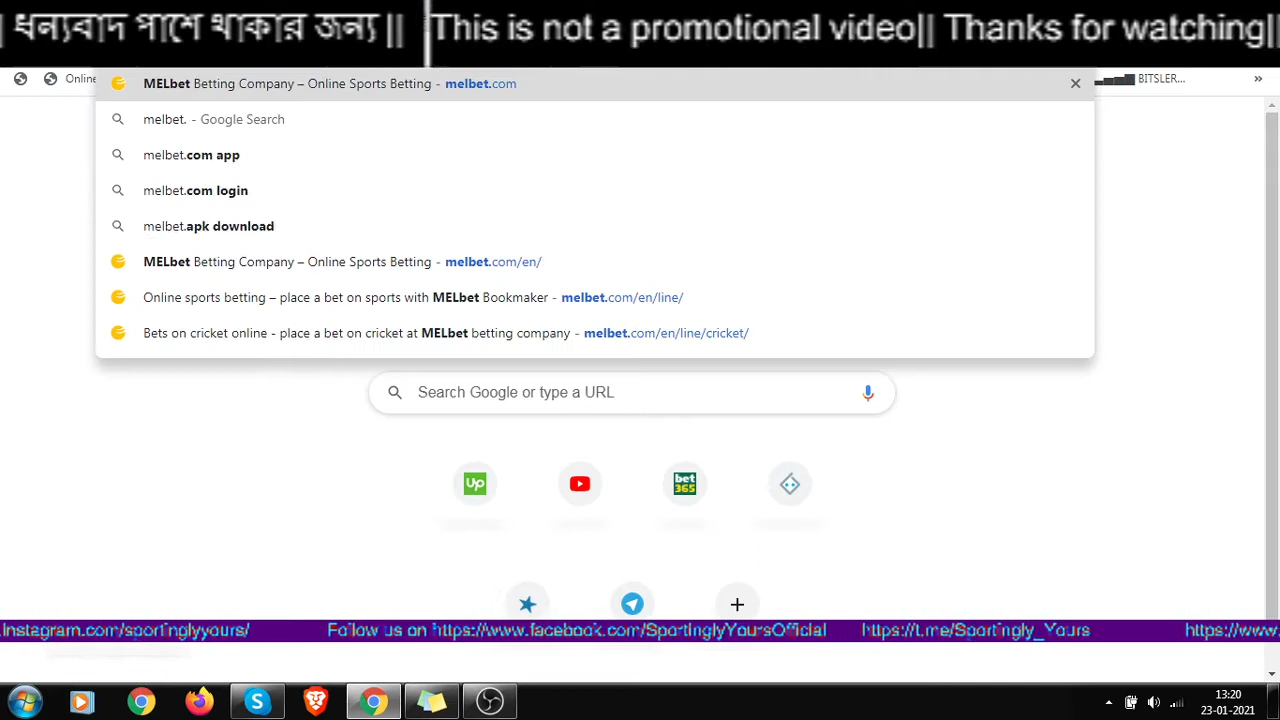 || ধন্যবাদ পাশে থাকার জন্য || This is not a promotional video|| Thanks for watching||
Online
BITSLER...
»
MELbet Betting Company – Online Sports Betting - melbet.com
melbet. - Google Search
melbet.com app
melbet.com login
melbet.apk download
MELbet Betting Company – Online Sports Betting - melbet.com/en/
Online sports betting – place a bet on sports with MELbet Bookmaker - melbet.com/en/line/
Bets on cricket online - place a bet on cricket at MELbet betting company - melbet.com/en/line/cricket/
Search Google or type a URL
Up
bet
365
Instagram.com/sportinglyyours/ Follow us on https://www.facebook.com/SportinglyYoursOfficial https://t.me/Sportingly_Yours https://www.
13:20
23-01-2021